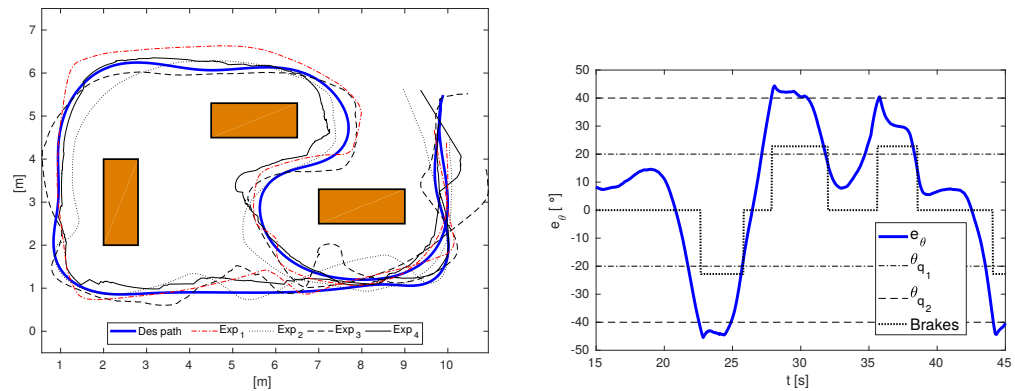 7
6
5
4
3
2
1
0
[m]
Des path Exp1 Exp2 Exp3 Exp4
1 2 3 4 5 6 7 8 9 10
[m]
50
40
30
20
10
0
-10
-20
-30
-40
-50
eθ [ °]
eθ
θq1
θq2
Brakes
15 20 25 30 35 40 45
t [s]